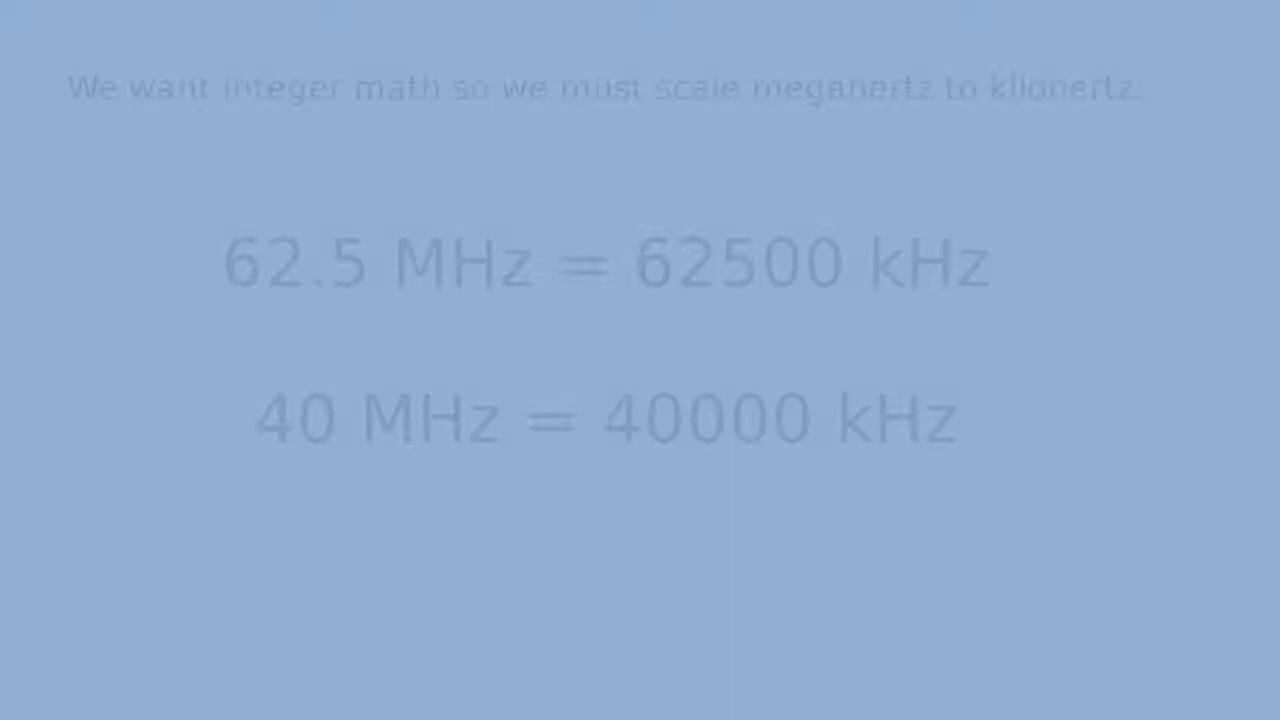 We want integer math so we must scale megahertz to kilohertz.
62.5 MHz = 62500 kHz
40 MHz = 40000 kHz